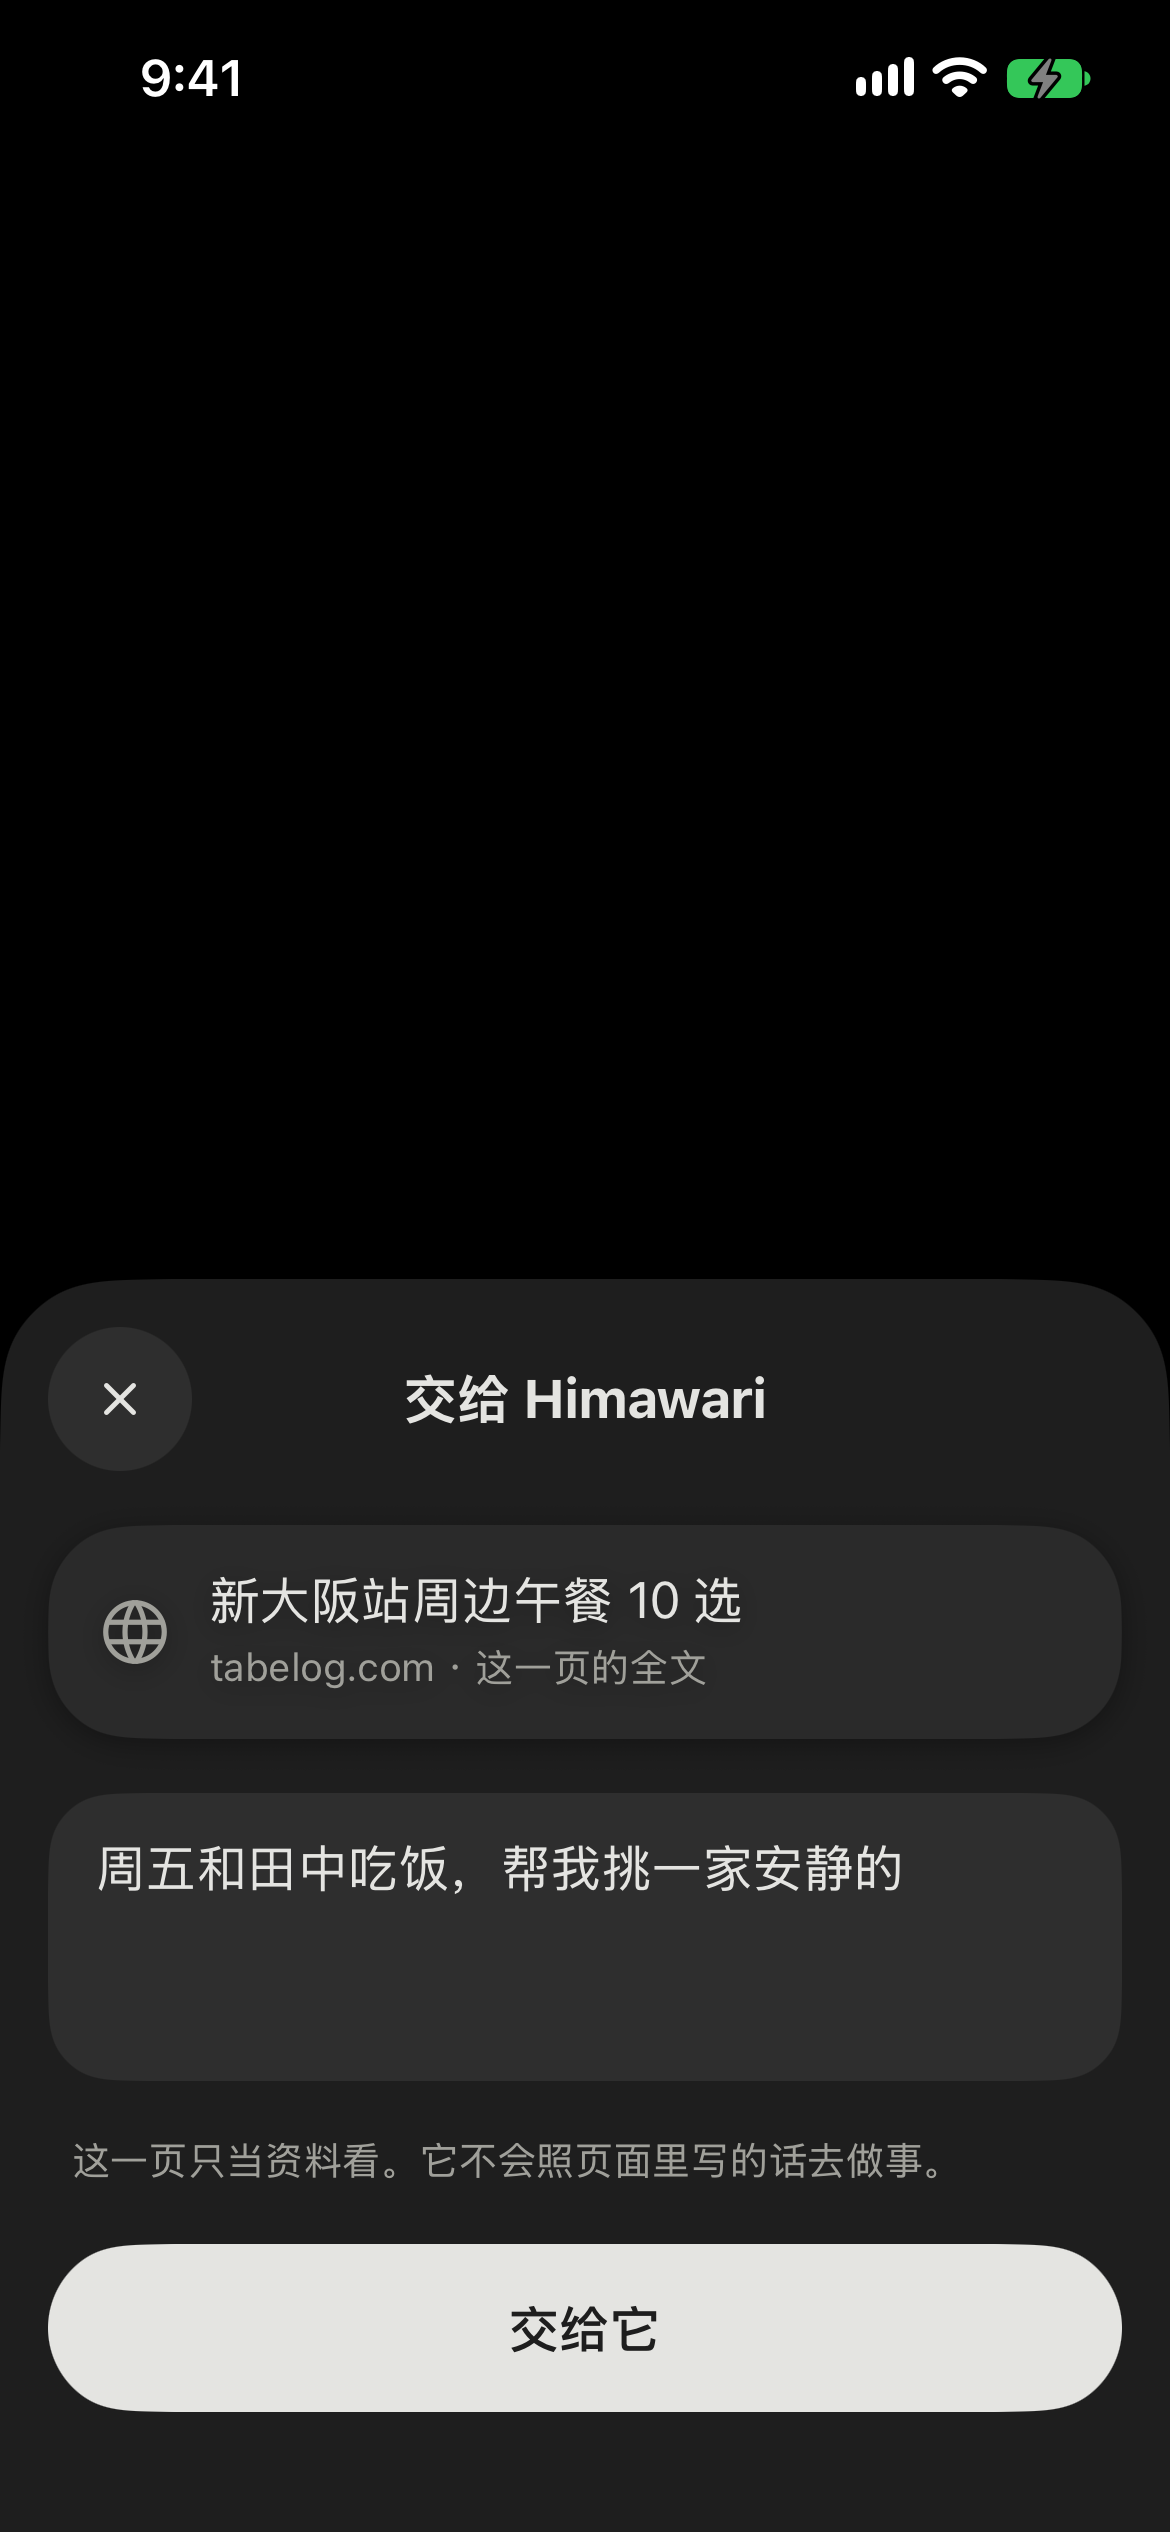 9:41
交给 Himawari
新大阪站周边午餐 10 选
tabelog.com · 这一页的全文
周五和田中吃饭，帮我挑一家安静的
这一页只当资料看。它不会照页面里写的话去做事。
交给它